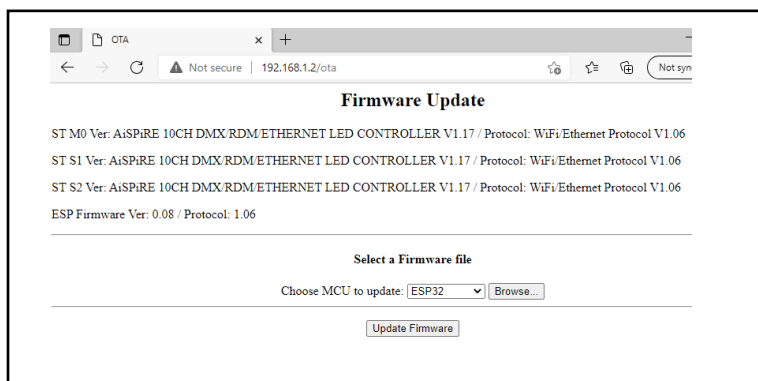 OTA
Not secure 192.168.1.2/ota Not syn
Firmware Update
ST M0 Ver: AiSPiRE 10CH DMX/RDM/ETHERNET LED CONTROLLER V1.17 / Protocol: WiFi/Ethernet Protocol V1.06
ST S1 Ver: AiSPiRE 10CH DMX/RDM/ETHERNET LED CONTROLLER V1.17 / Protocol: WiFi/Ethernet Protocol V1.06
ST S2 Ver: AiSPiRE 10CH DMX/RDM/ETHERNET LED CONTROLLER V1.17 / Protocol: WiFi/Ethernet Protocol V1.06
ESP Firmware Ver: 0.08 / Protocol: 1.06
Select a Firmware file
Choose MCU to update: ESP32 Browse...
Update Firmware